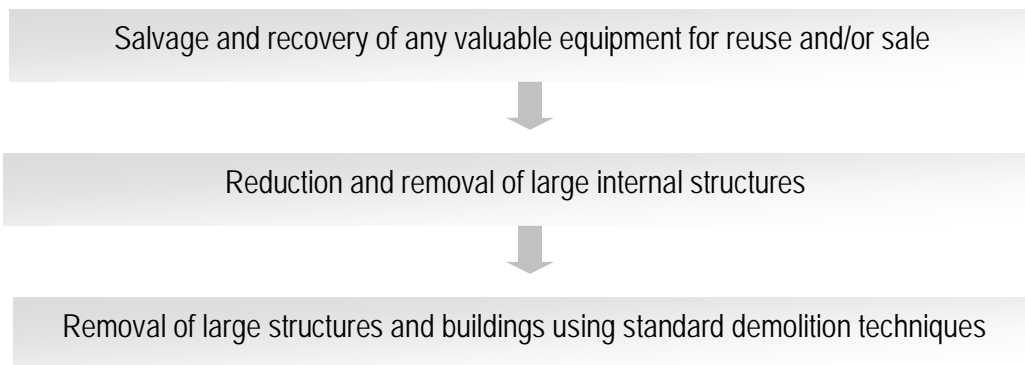 Salvage and recovery of any valuable equipment for reuse and/or sale
Reduction and removal of large internal structures
Removal of large structures and buildings using standard demolition techniques